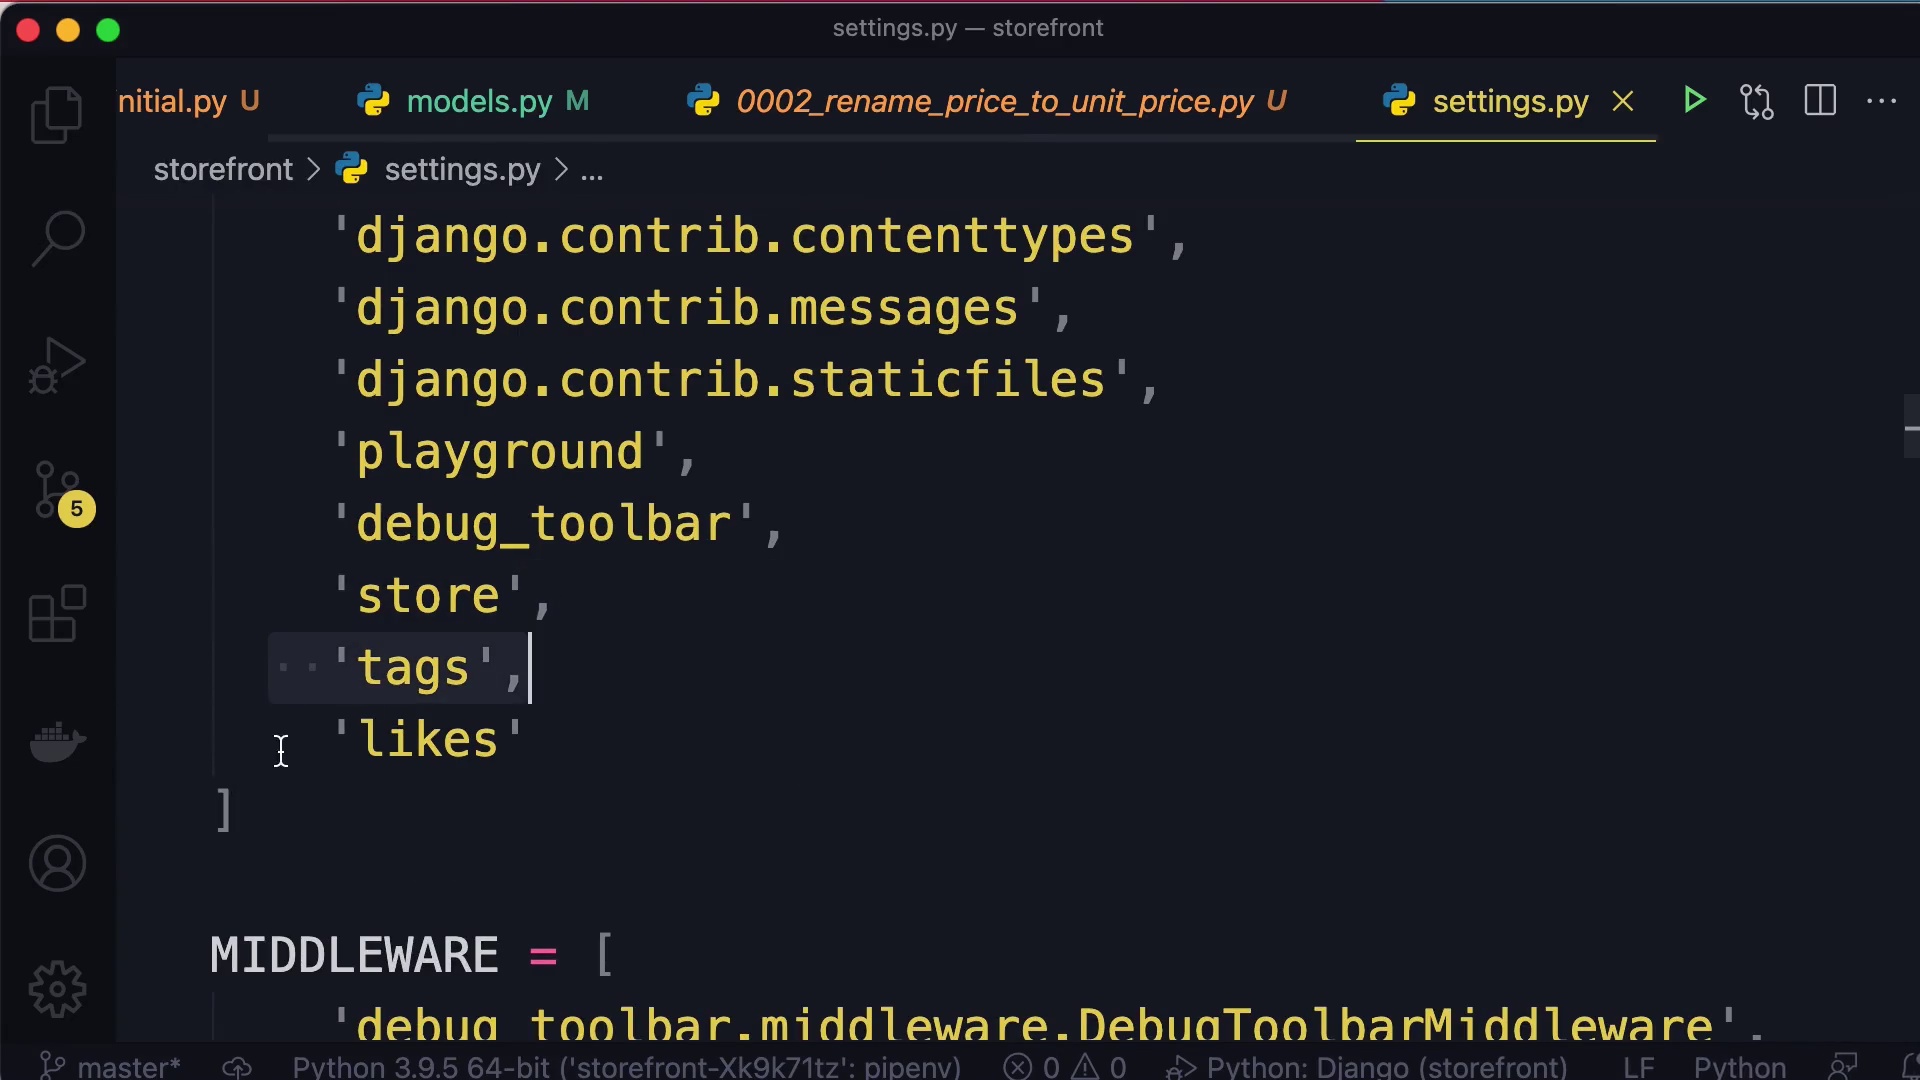 settings.py — storefront
nitial.py U
models.py M
0002_rename_price_to_unit_price.py U
settings.py
storefront > settings.py > ...
'django.contrib.contenttypes',
'django.contrib.messages',
'django.contrib.staticfiles',
'playground',
'debug_toolbar',
'store',
'tags',
'likes'
]
MIDDLEWARE = [
'debug_toolbar.middleware.DebugToolbarMiddleware',
5
master*
Python 3.9.5 64-bit ('storefront-Xk9k71tz': pipenv)
0
0
Python: Django (storefront)
LF
Python